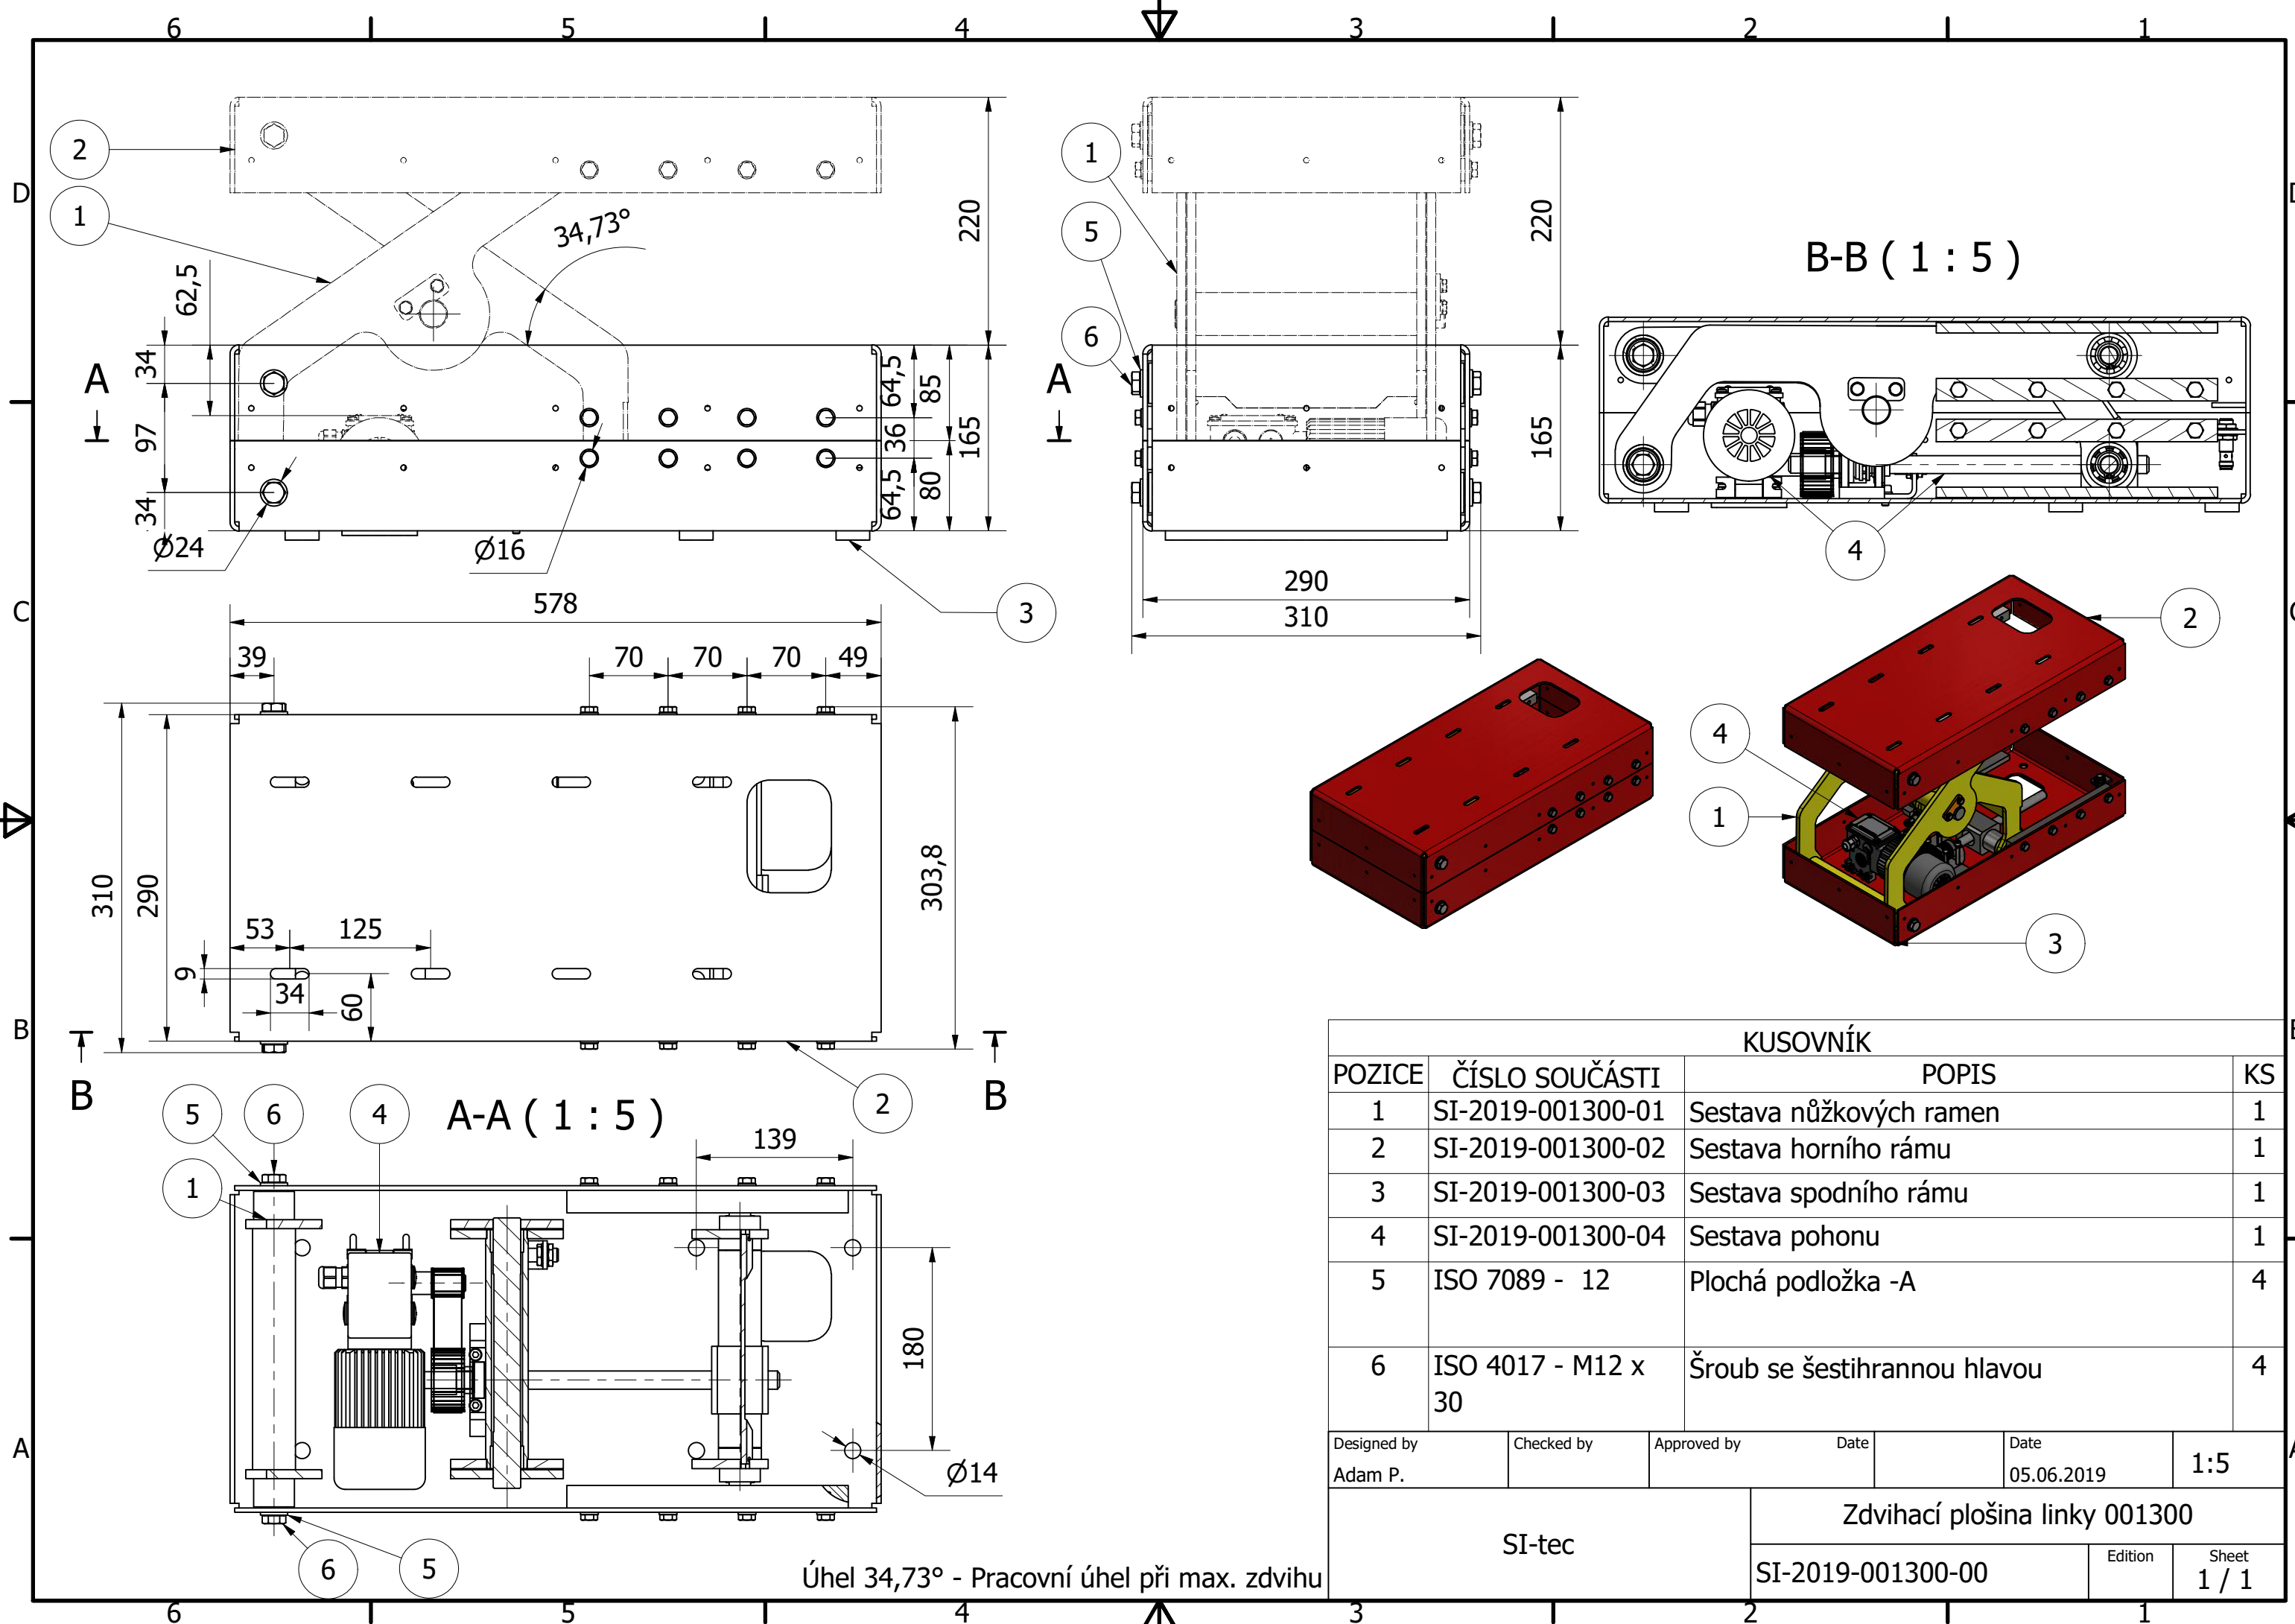 6 5 4 3 2 1
D
2
1
34,73°
220
62,5
34
A
97
34
64,5
85
36
165
64,5
80
Ø24
Ø16
3
1
5
6
A
220
165
290
310
B-B ( 1 : 5 )
4
C
578
39
70
70
70
49
310
290
303,8
53
125
9
34
60
B
B
B
2
2
4
1
3
A-A ( 1 : 5 )
5
6
4
1
139
180
Ø14
6
5
A
Úhel 34,73° - Pracovní úhel při max. zdvihu
KUSOVNÍK
POZICE ČÍSLO SOUČÁSTI POPIS KS
1 SI-2019-001300-01 Sestava nůžkových ramen 1
2 SI-2019-001300-02 Sestava horního rámu 1
3 SI-2019-001300-03 Sestava spodního rámu 1
4 SI-2019-001300-04 Sestava pohonu 1
5 ISO 7089 - 12 Plochá podložka -A 4
6 ISO 4017 - M12 x Šroub se šestihrannou hlavou 4
30
Designed by Checked by Approved by Date Date
Adam P. 05.06.2019 1:5
SI-tec
Zdvihací plošina linky 001300
SI-2019-001300-00
Edition Sheet
1 / 1
6 5 4 3 2 1